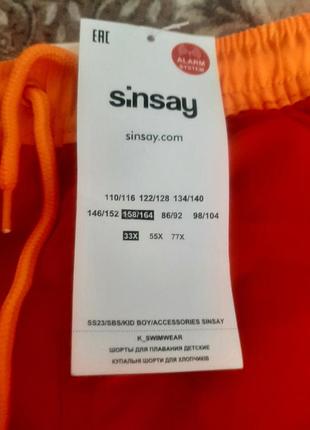 EAC
ALARM
SYSTEM
sinsay
sinsay.com
110/116 122/128 134/140
146/152 158/164 86/92 98/104
33X 55X 77X
SS23/SBS/KID BOY/ACCESSORIES SINSAY
K_SWIMWEAR
ШОРТЫ ДЛЯ ПЛАВАНИЯ ДЕТСКИЕ
КУПАЛЬНІ ШОРТИ ДЛЯ ХЛОПЧИКІВ